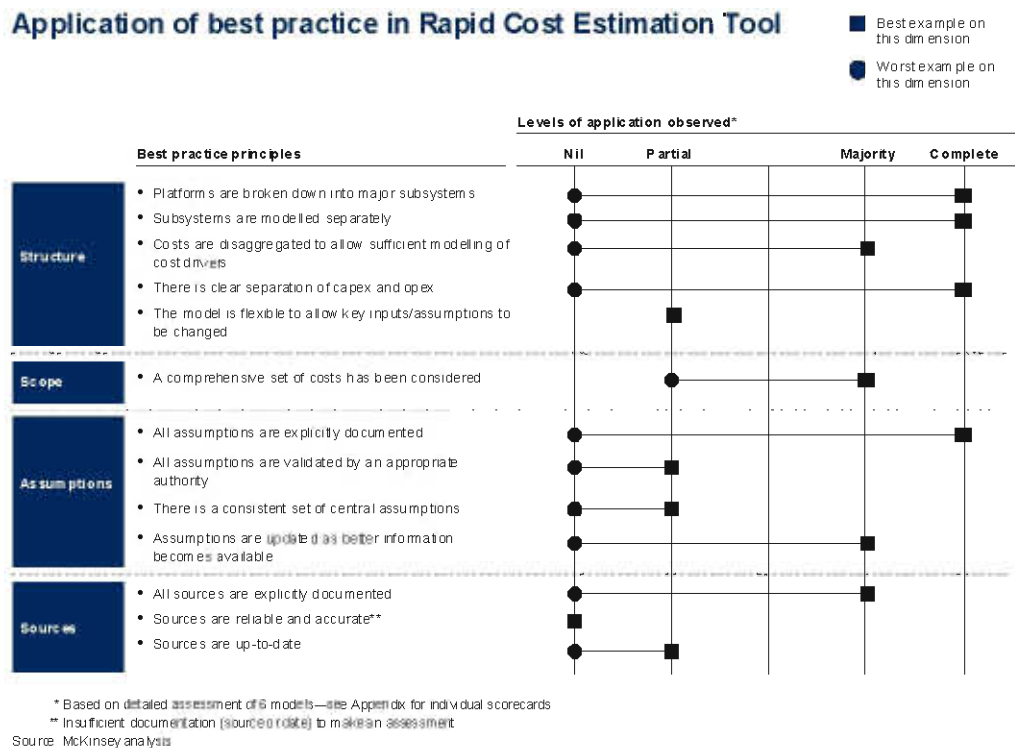 Application of best practice in Rapid Cost Estimation Tool
Best example on
this dimension
Worst example on
this dimension
Levels of application observed*
Best practice principles
Nil
Partial
Majority
Complete
Structure
• Platforms are broken down into major subsystems
• Subsystems are modelled separately
• Costs are disaggregated to allow sufficient modelling of
cost drivers
• There is clear separation of capex and opex
• The model is flexible to allow key inputs/assumptions to
be changed
Scope
• A comprehensive set of costs has been considered
Assumptions
• All assumptions are explicitly documented
• All assumptions are validated by an appropriate
authority
• There is a consistent set of central assumptions
• Assumptions are updated as better information
becomes available
Sources
• All sources are explicitly documented
• Sources are reliable and accurate**
• Sources are up-to-date
* Based on detailed assessment of 6 models—see Appendix for individual scorecards
** Insufficient documentation (source or date) to make an assessment
Source McKinsey analysis